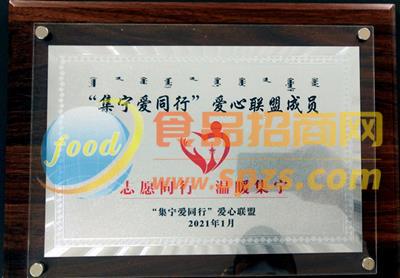 “集宁爱同行”爱心联盟成员
food
食品招商网
www.spzs.com
志愿同行 温暖集宁
“集宁爱同行”爱心联盟
2021年1月